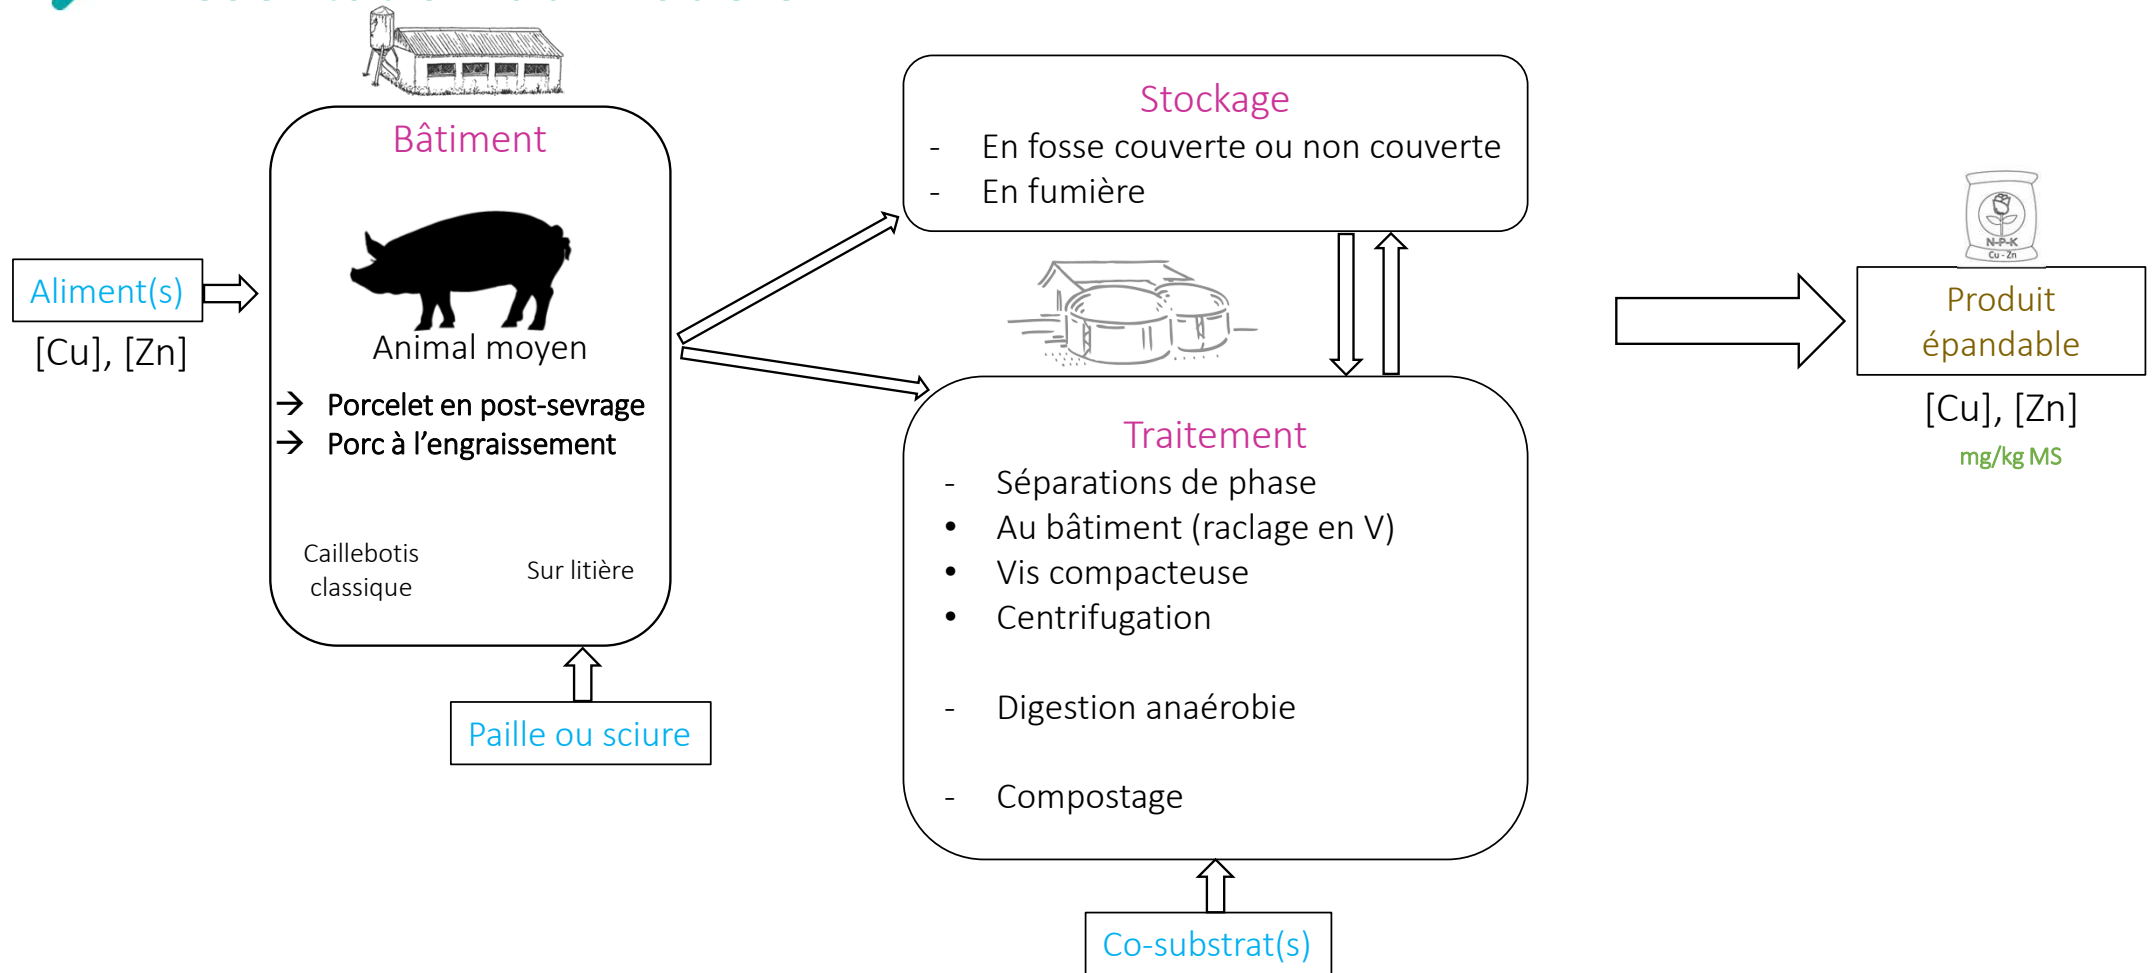 Bâtiment
Animal moyen
→ Porcelet en post-sevrage
→ Porc à l'engraissement
Caillebotis
classique
Sur litière
Aliment(s)
[Cu], [Zn]
Paille ou sciure
Stockage
- En fosse couverte ou non couverte
- En fumière
Traitement
- Séparations de phase
• Au bâtiment (raclage en V)
• Vis compacteuse
• Centrifugation
- Digestion anaérobie
- Compostage
Co-substrat(s)
N-P-K
Cu - Zn
Produit
épandable
[Cu], [Zn]
mg/kg MS